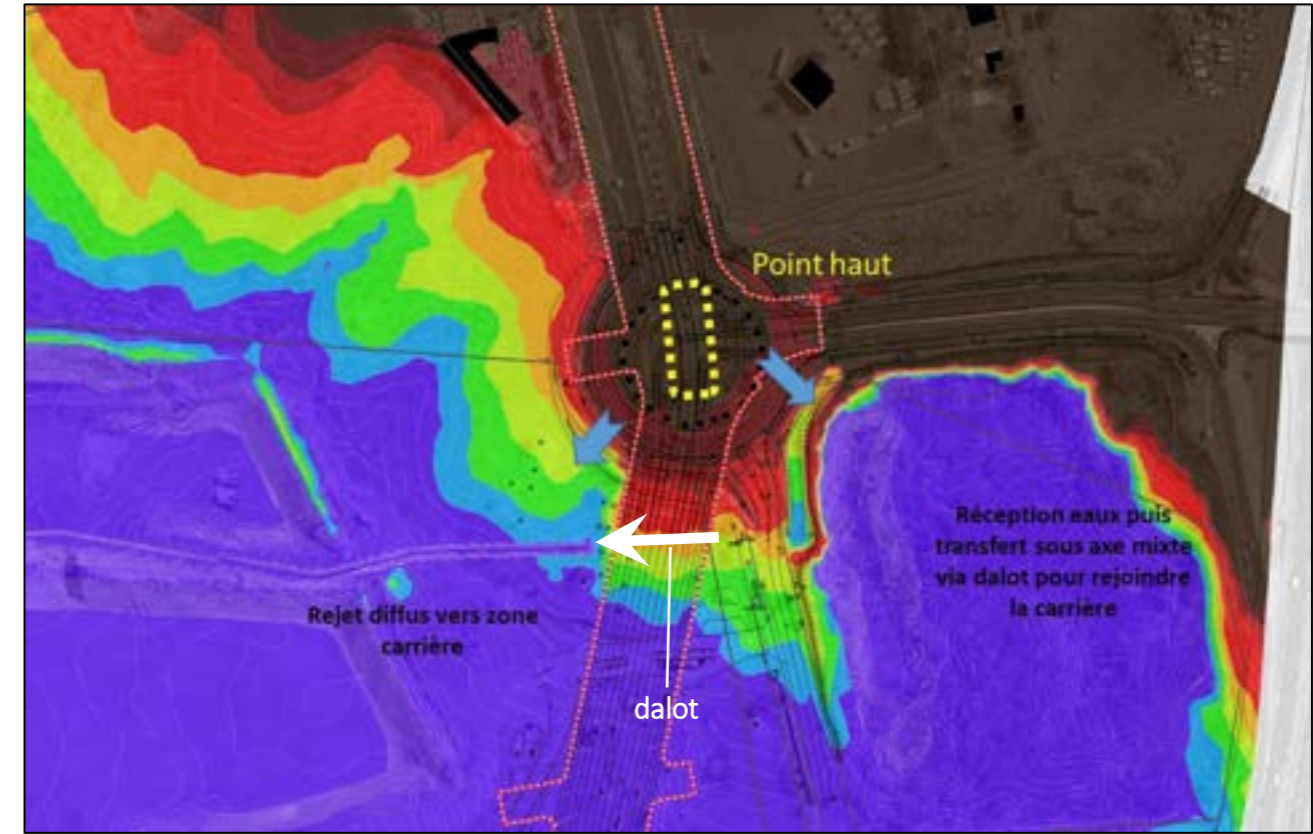 Point haut
Réception eaux puis
transfert sous axe mixte
via dalot pour rejoindre
la carrière
Rejet diffus vers zone
carrière
dalot